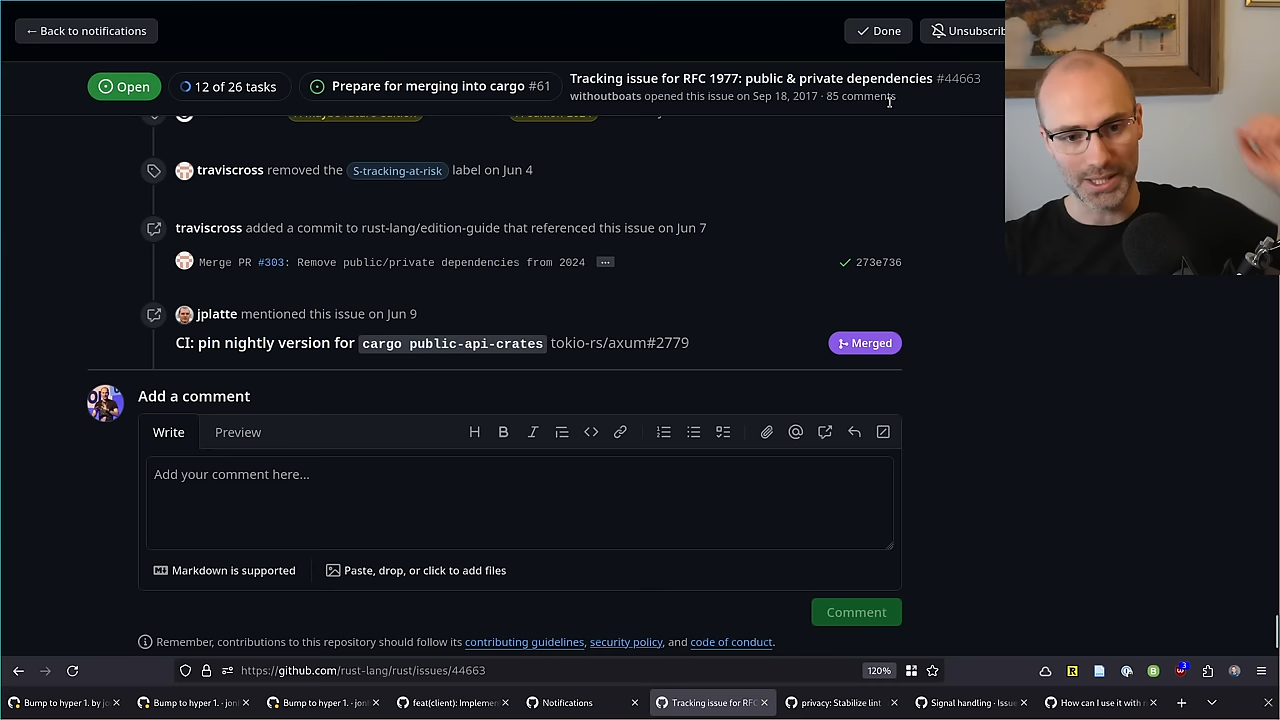 ← Back to notifications
Done
Unsubscrib
Open
12 of 26 tasks
Prepare for merging into cargo #61
Tracking issue for RFC 1977: public & private dependencies #44663
withoutboats opened this issue on Sep 18, 2017 · 85 comments
traviscross removed the S-tracking-at-risk label on Jun 4
traviscross added a commit to rust-lang/edition-guide that referenced this issue on Jun 7
Merge PR #303: Remove public/private dependencies from 2024 ...
273e736
jplatte mentioned this issue on Jun 9
CI: pin nightly version for cargo public-api-crates tokio-rs/axum#2779
Merged
Add a comment
Write
Preview
Add your comment here...
Markdown is supported
Paste, drop, or click to add files
Comment
Remember, contributions to this repository should follow its contributing guidelines, security policy, and code of conduct.
https://github.com/rust-lang/rust/issues/44663
120%
3
Bump to hyper 1. by jo
Bump to hyper 1. - jonl
Bump to hyper 1. - jonl
feat(client): Implemen
Notifications
Tracking issue for RFC
privacy: Stabilize lint
Signal handling · Issue
How can I use it with n